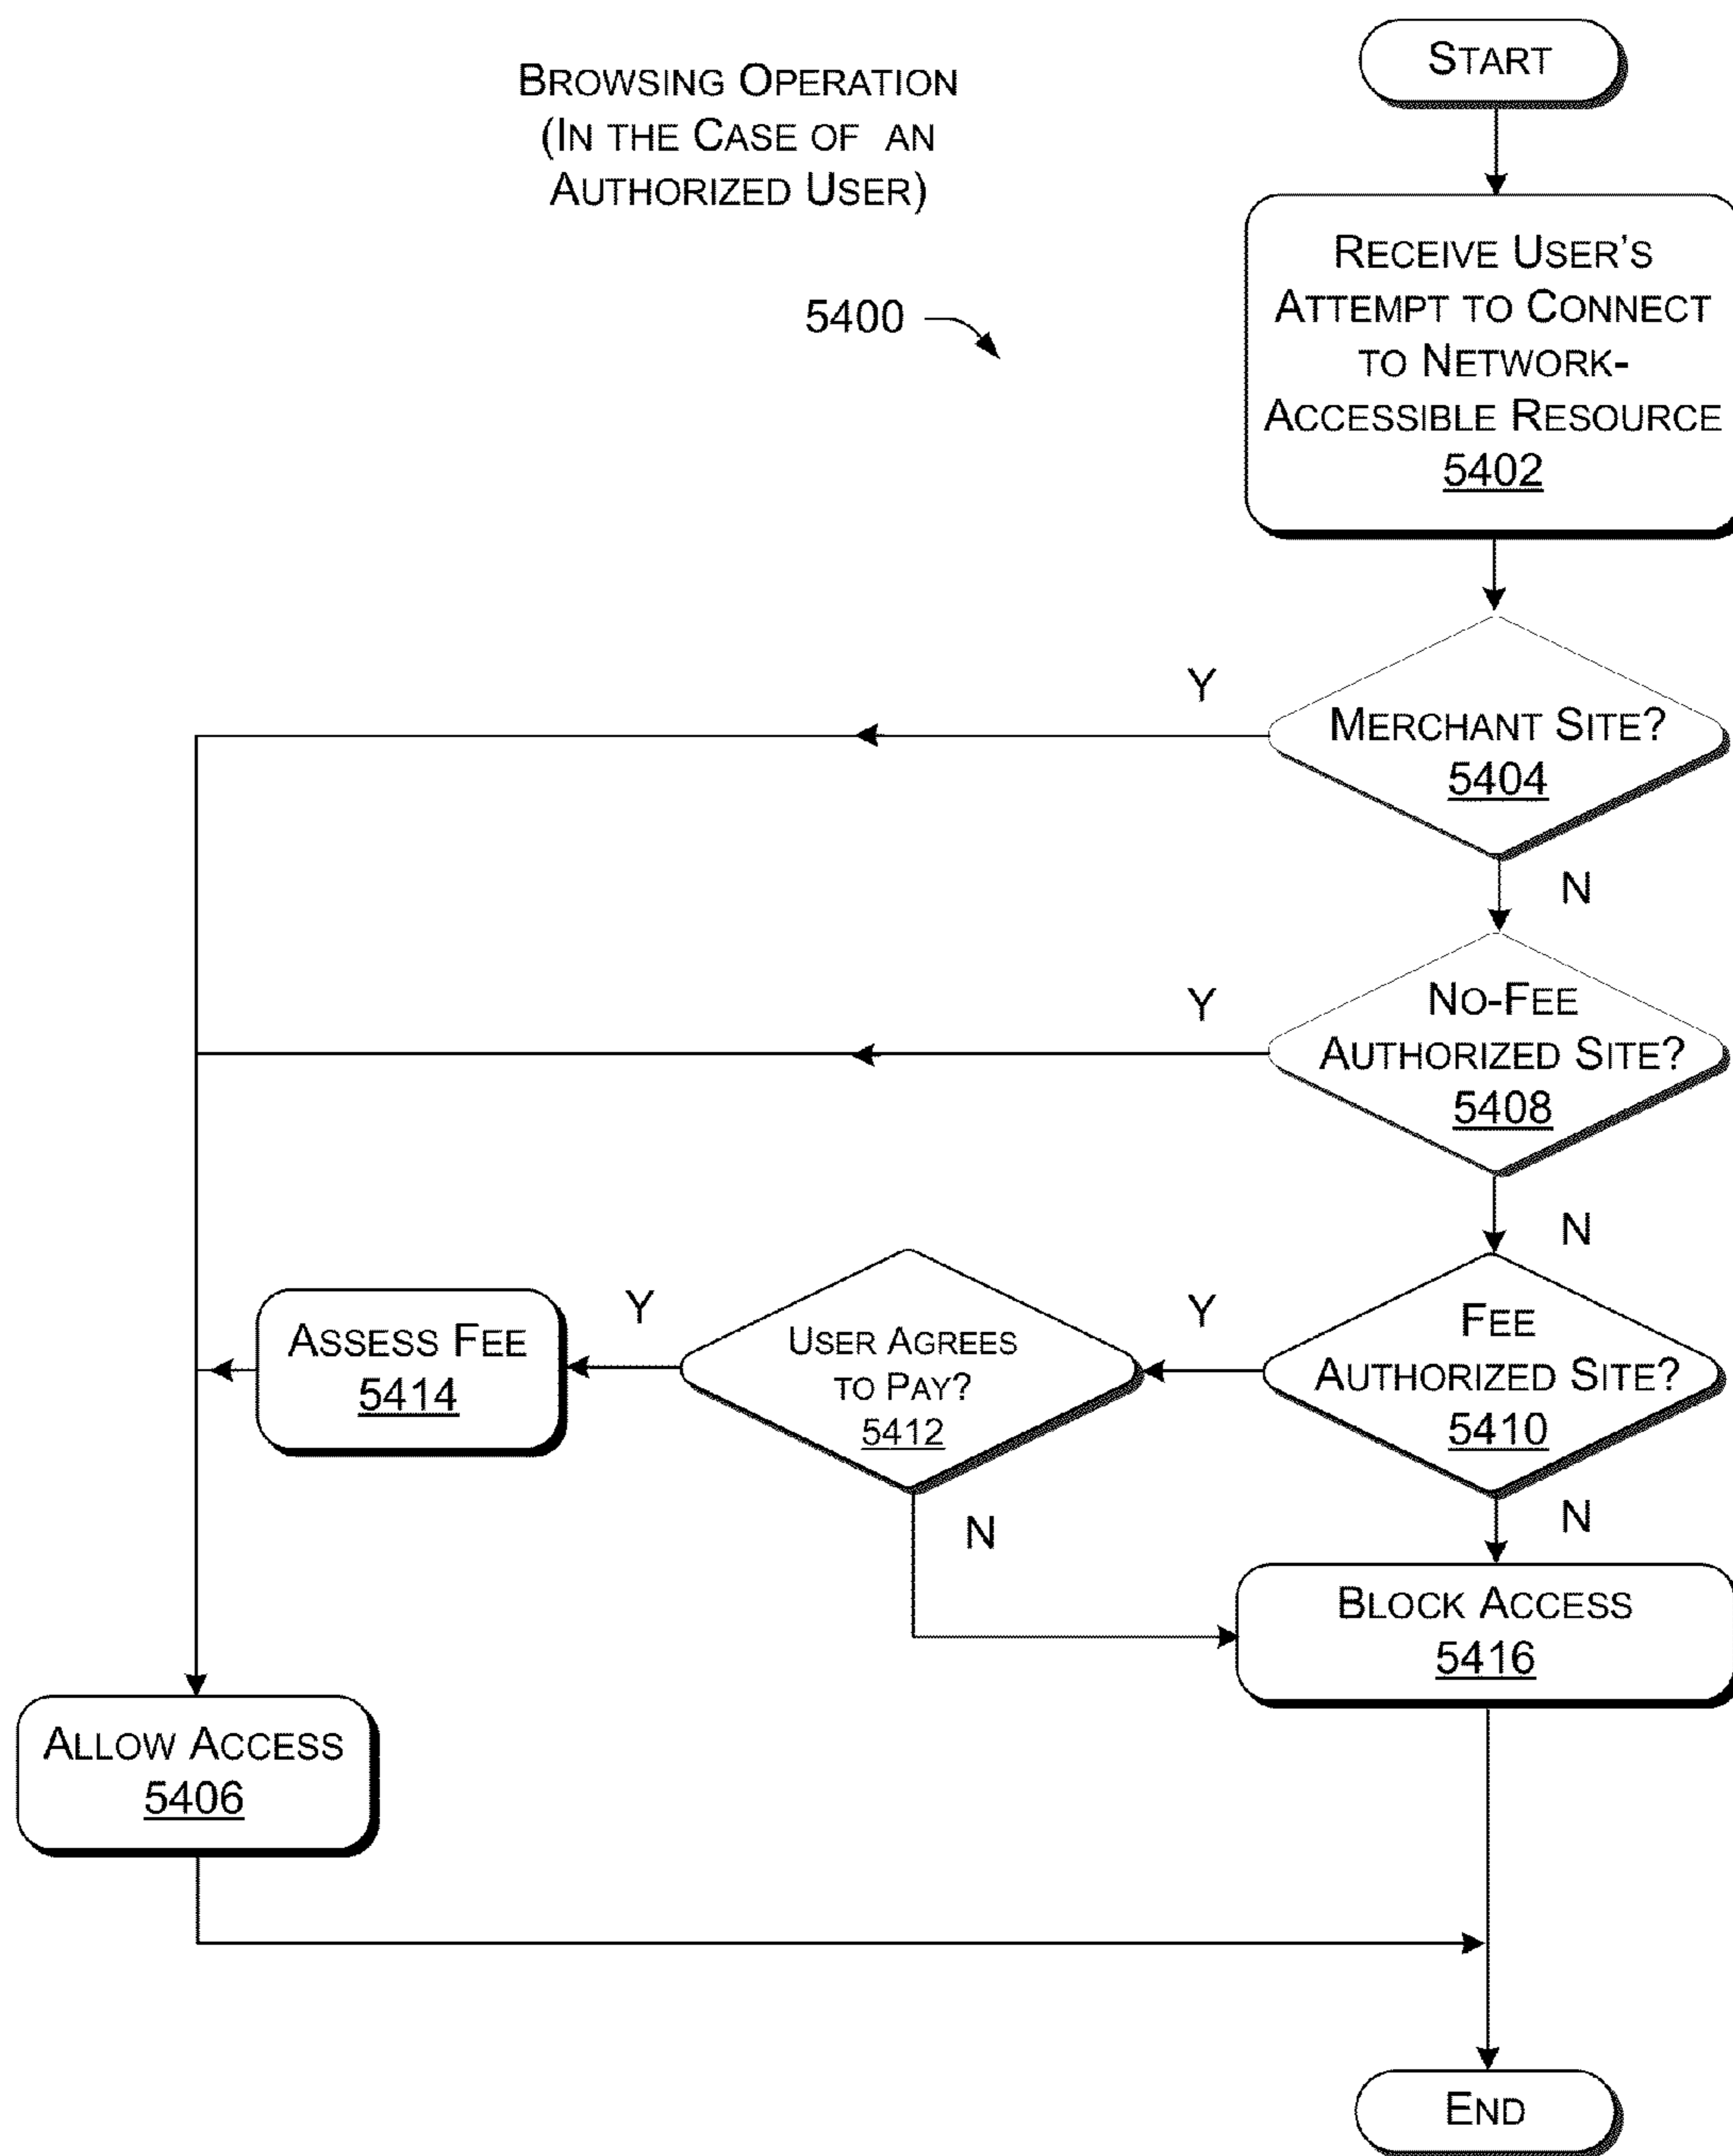 BROWSING OPERATION
(IN THE CASE OF AN
AUTHORIZED USER)
START
5400
RECEIVE USER'S
ATTEMPT TO CONNECT
TO NETWORK-
ACCESSIBLE RESOURCE
5402
Y
MERCHANT SITE?
5404
N
Y
NO-FEE
AUTHORIZED SITE?
5408
N
Y
FEE
AUTHORIZED SITE?
5410
USER AGREES
TO PAY?
5412
Y
ASSESS FEE
5414
N
N
BLOCK ACCESS
5416
ALLOW ACCESS
5406
END